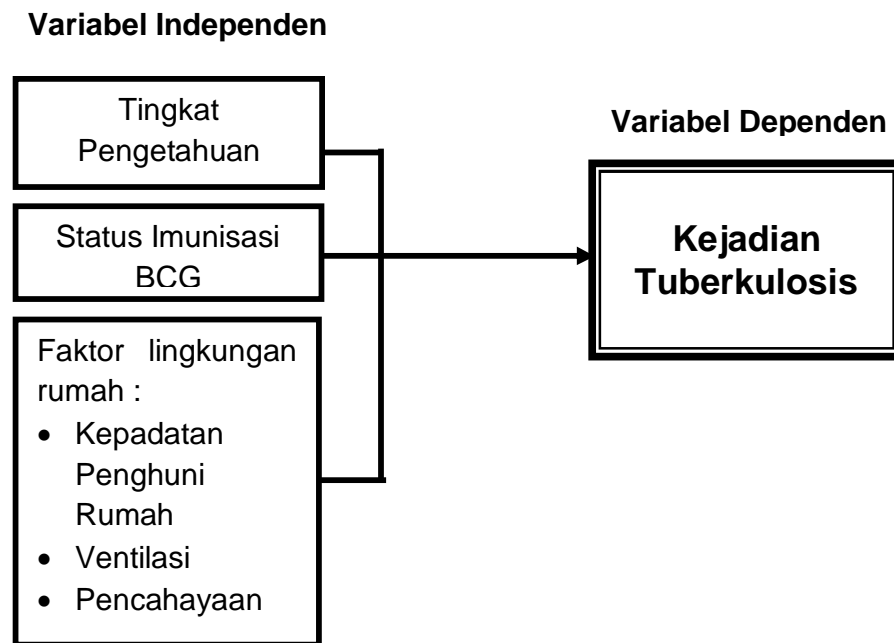 Variabel Independen
Tingkat
Pengetahuan
Status Imunisasi
BCG
Faktor lingkungan
rumah :
• Kepadatan
Penghuni
Rumah
• Ventilasi
• Pencahayaan
Variabel Dependen
Kejadian
Tuberkulosis